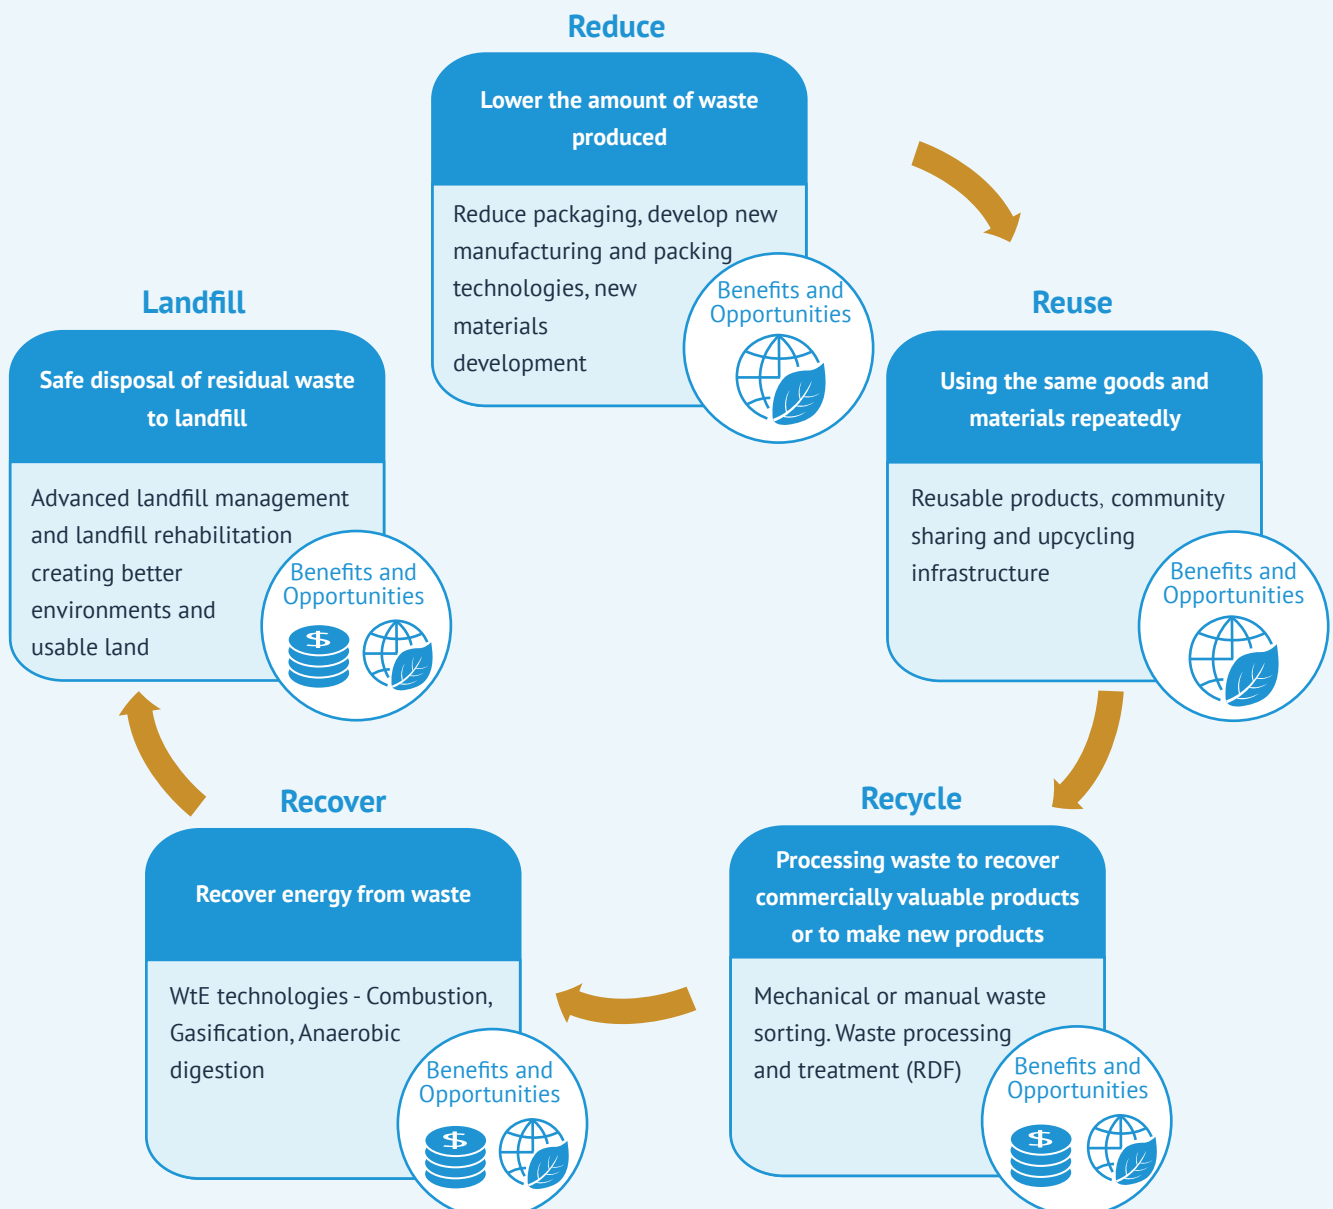 Reduce
Lower the amount of waste
produced
Reduce packaging, develop new
manufacturing and packing
technologies, new
materials
development
Benefits and
Opportunities
Reuse
Using the same goods and
materials repeatedly
Reusable products, community
sharing and upcycling
infrastructure
Benefits and
Opportunities
Recycle
Processing waste to recover
commercially valuable products
or to make new products
Mechanical or manual waste
sorting. Waste processing
and treatment (RDF)
Benefits and
Opportunities
$
Recover
Recover energy from waste
WtE technologies - Combustion,
Gasification, Anaerobic
digestion
Benefits and
Opportunities
$
Landfill
Safe disposal of residual waste
to landfill
Advanced landfill management
and landfill rehabilitation
creating better
environments and
usable land
Benefits and
Opportunities
$